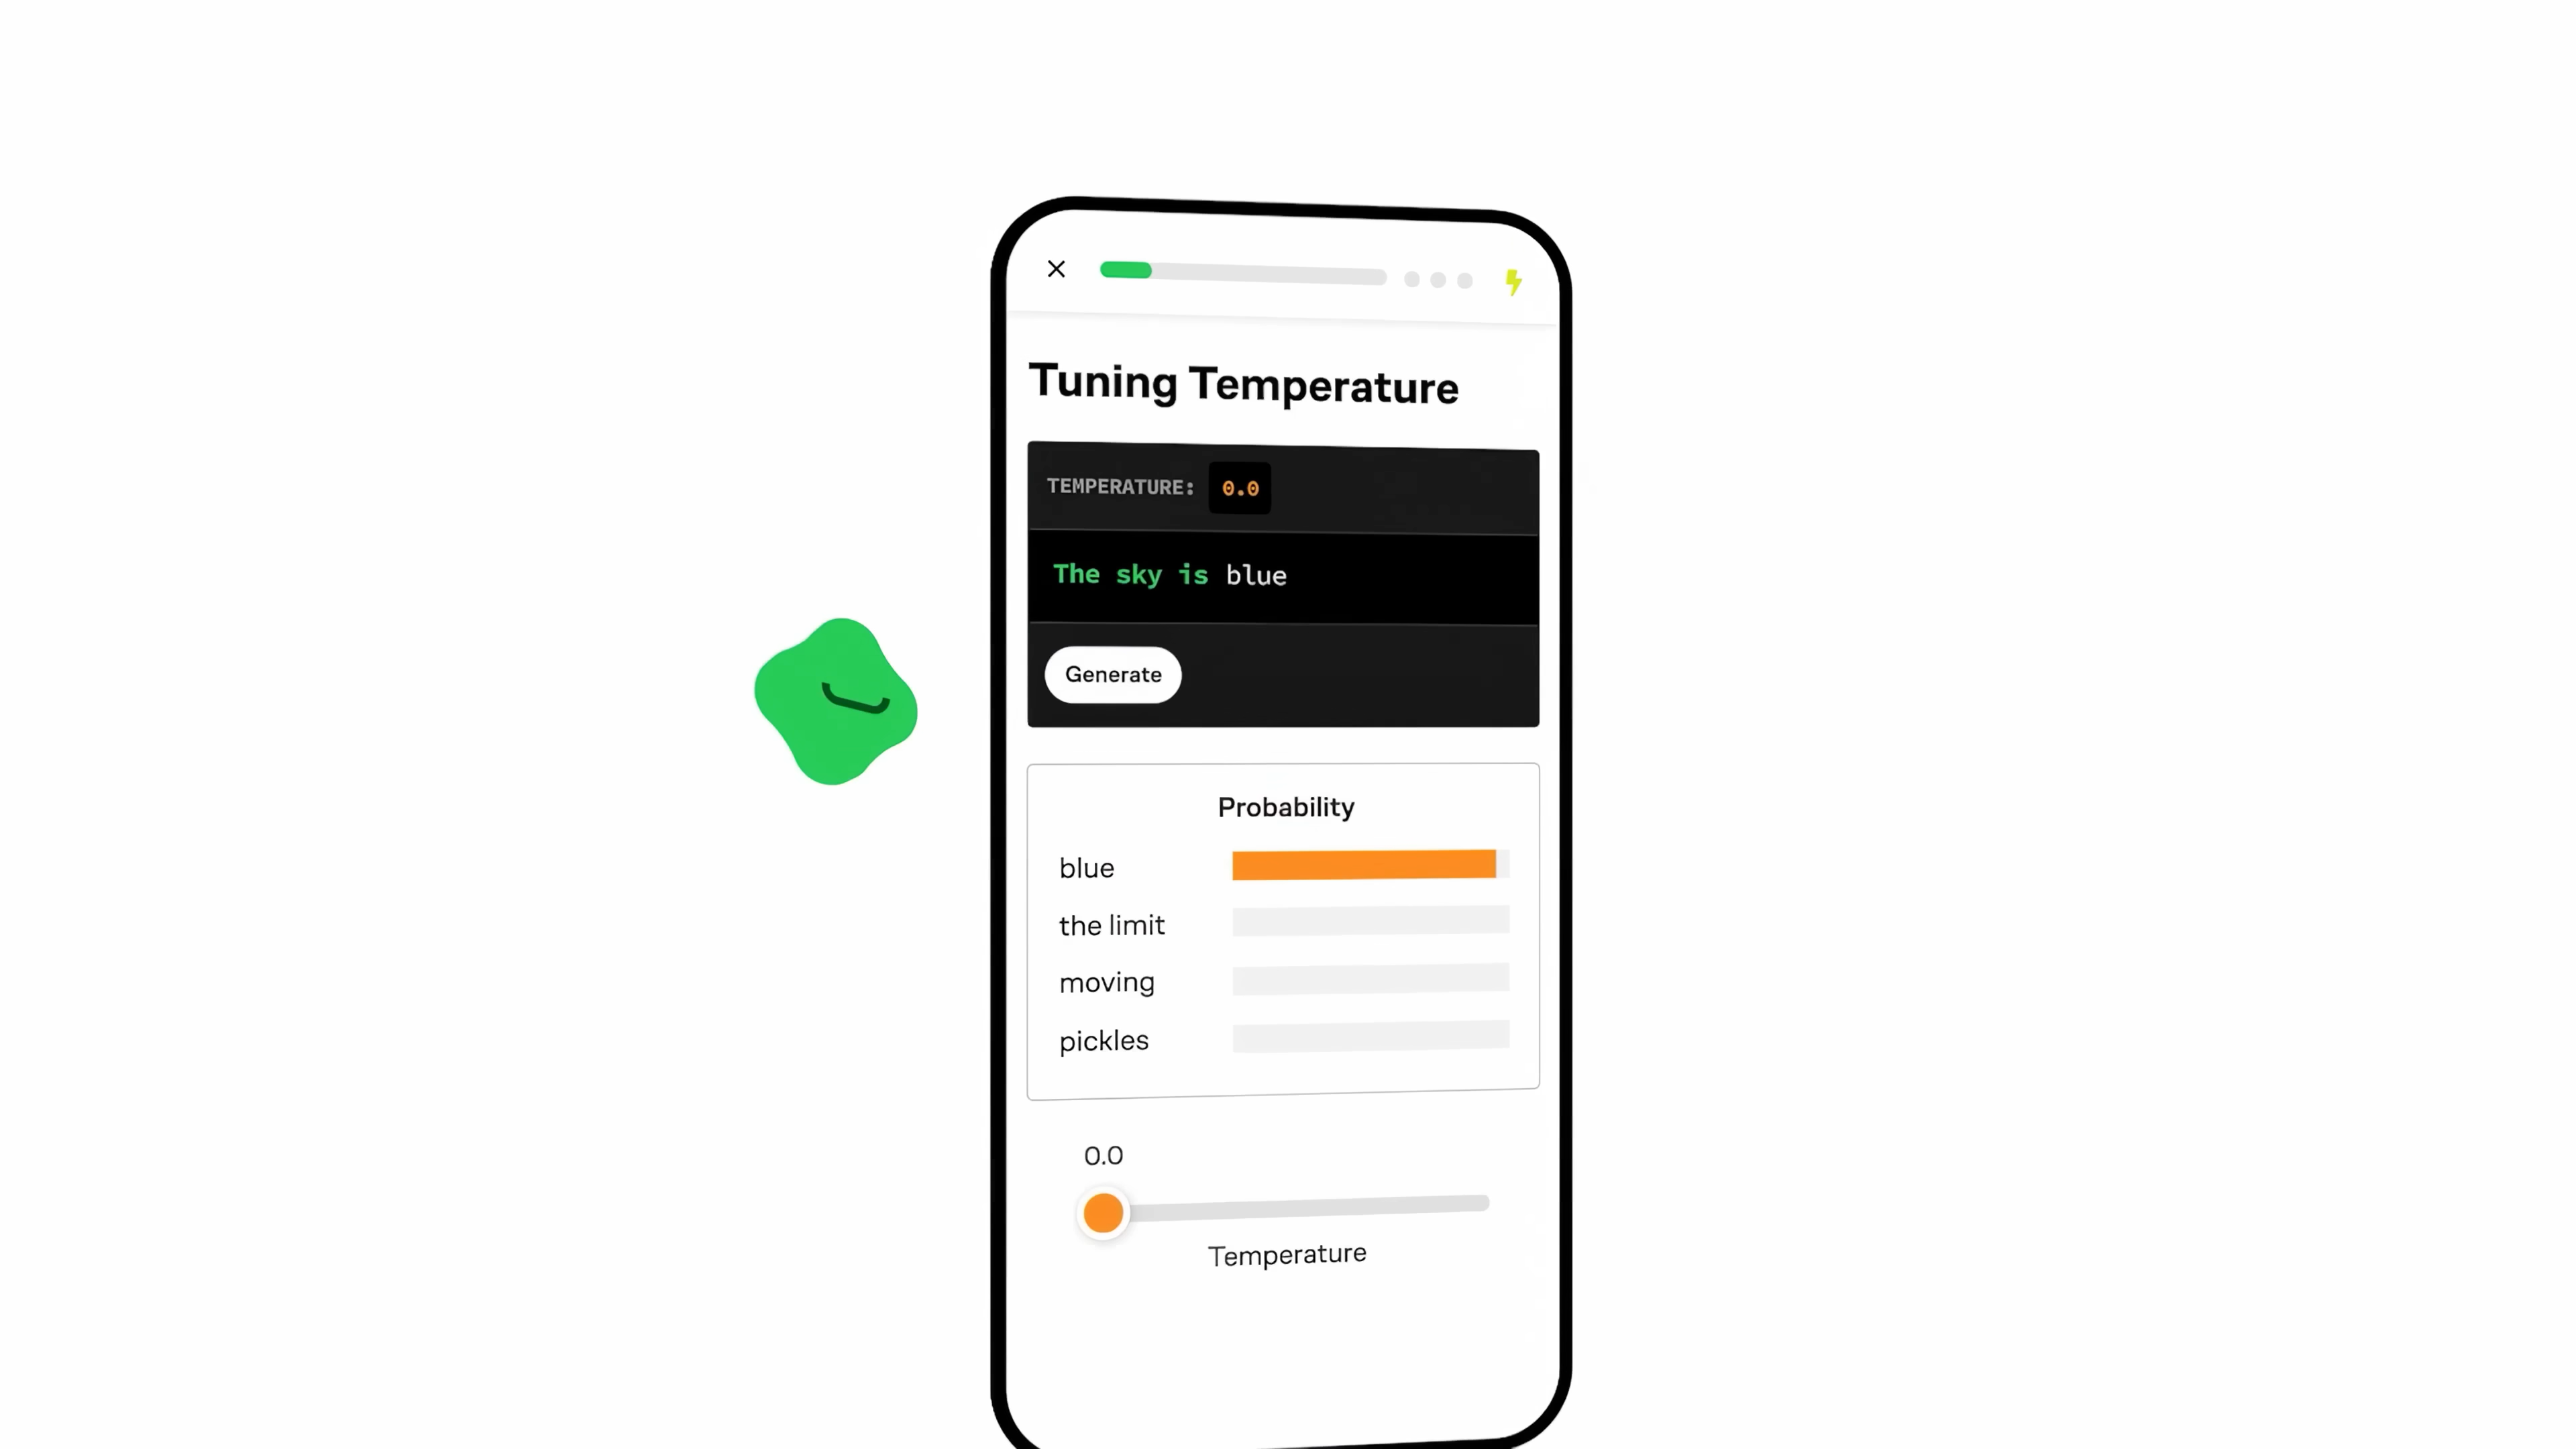 Tuning Temperature
TEMPERATURE: 0.0
The sky is blue
Generate
Probability
blue
the limit
moving
pickles
0.0
Temperature